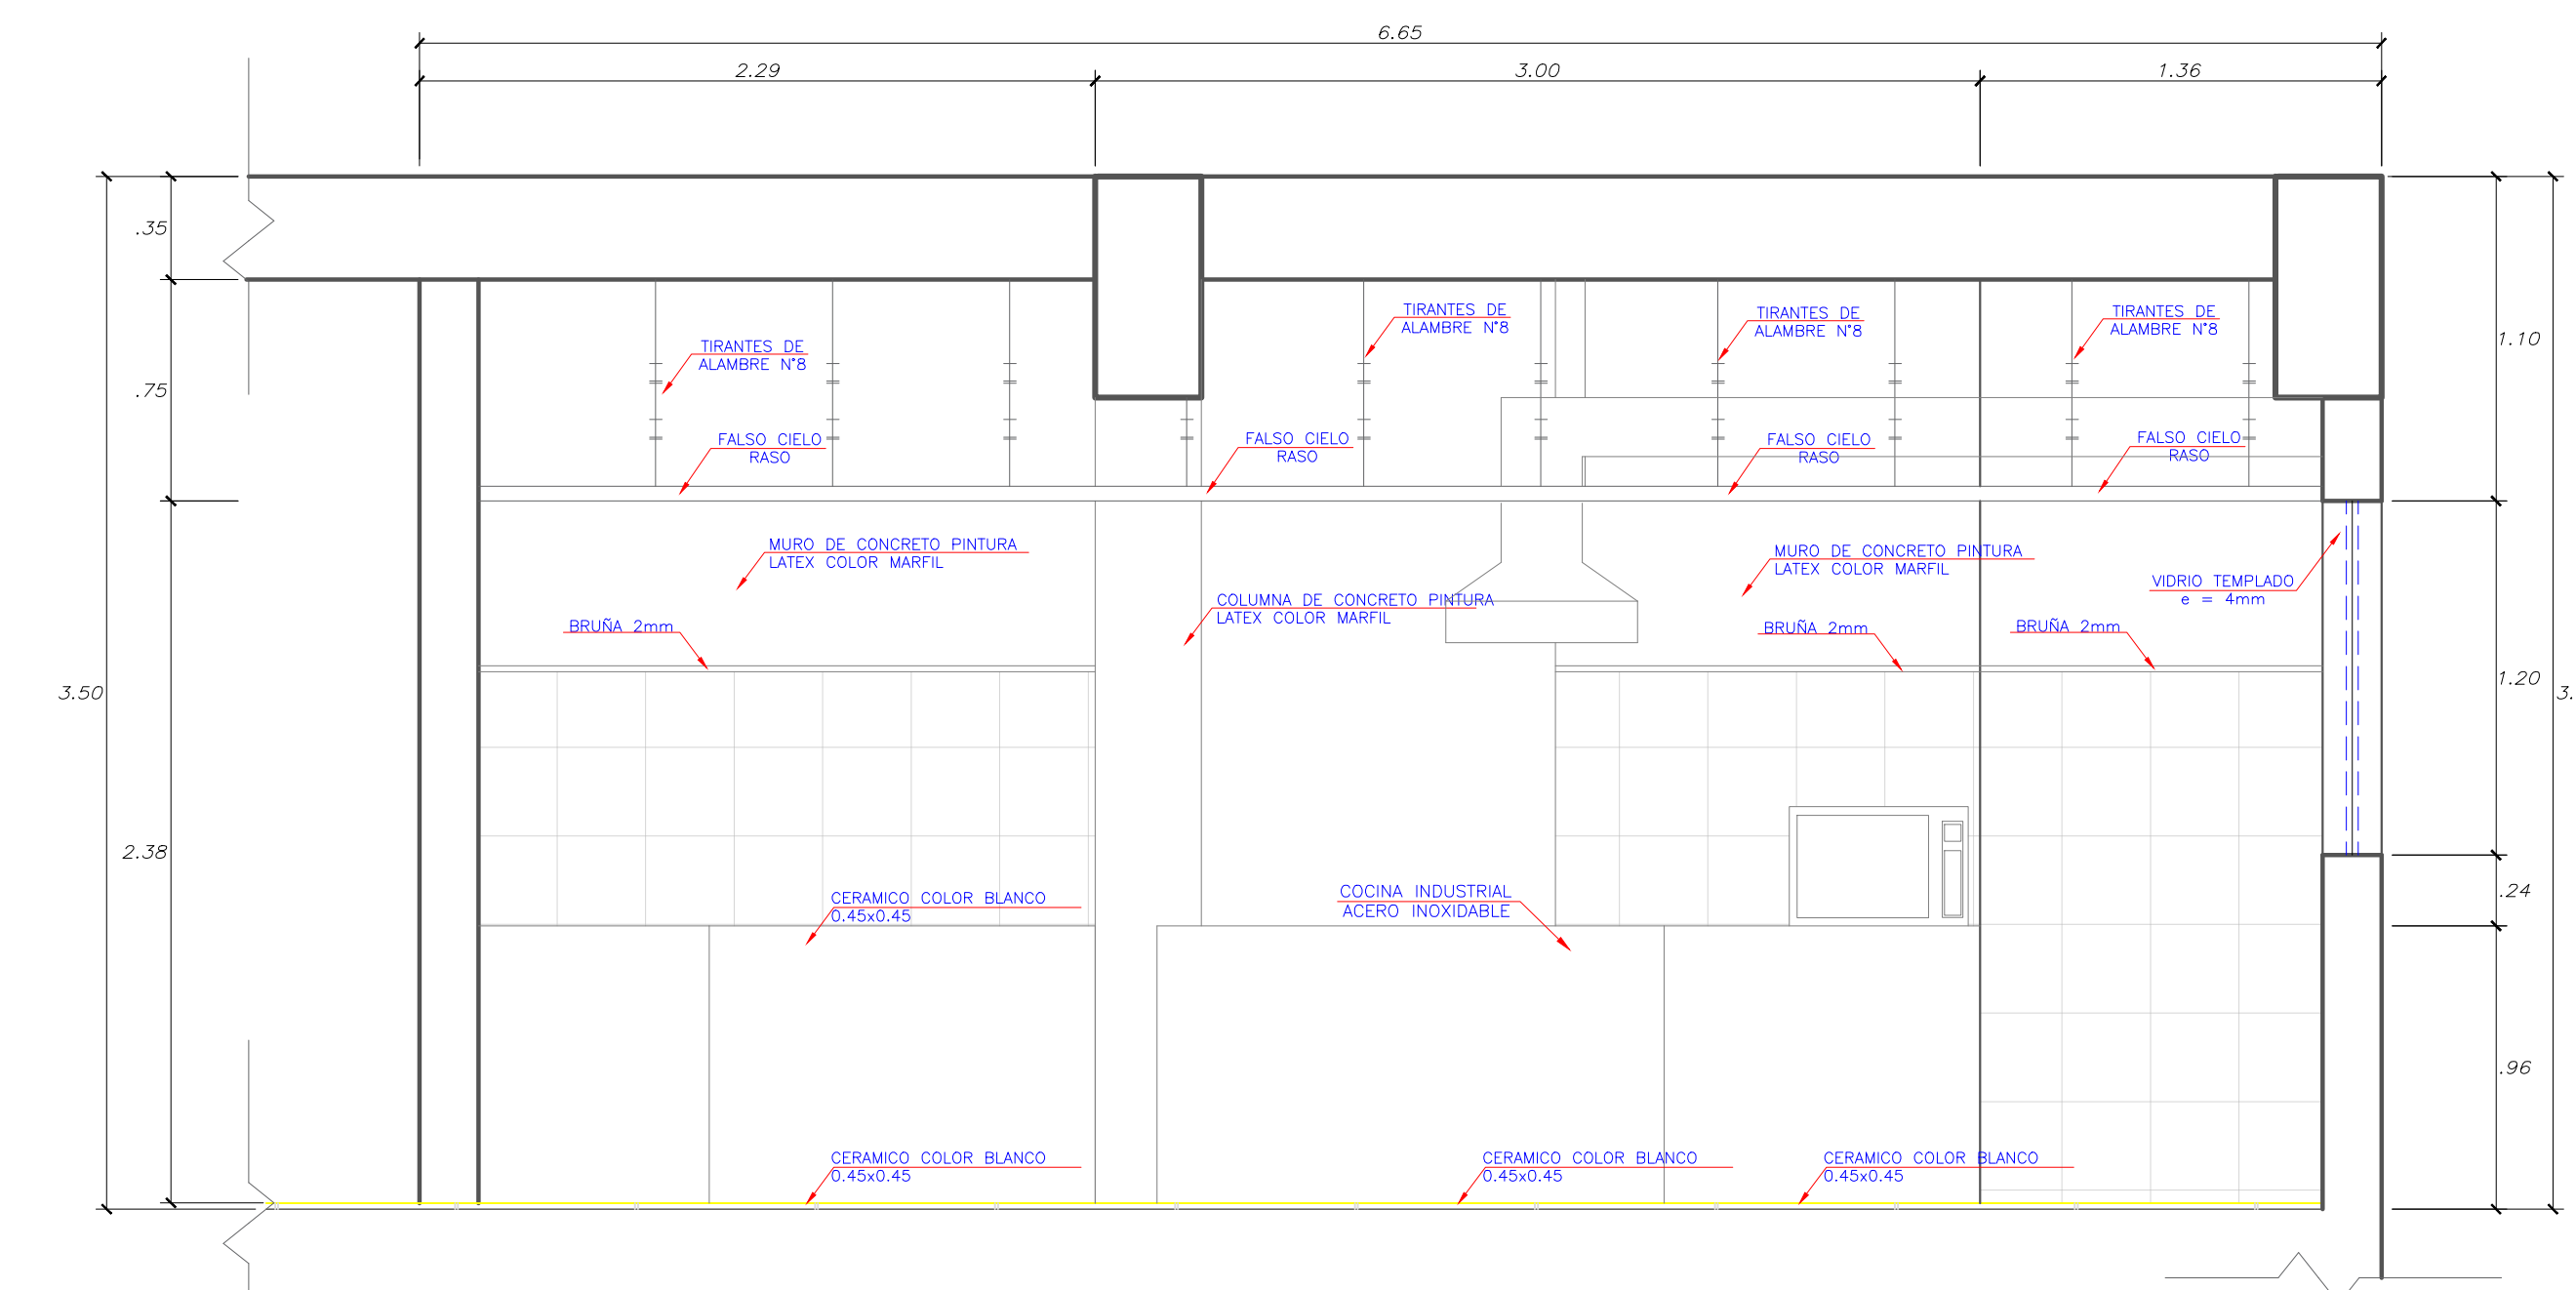 6.65
2.29
3.00
1.36
.35
.75
3.50
2.38
1.10
1.20
3.
.24
.96
TIRANTES DE
ALAMBRE N°8
TIRANTES DE
ALAMBRE N°8
TIRANTES DE
ALAMBRE N°8
TIRANTES DE
ALAMBRE N°8
FALSO CIELO
RASO
FALSO CIELO
RASO
FALSO CIELO
RASO
FALSO CIELO
RASO
MURO DE CONCRETO PINTURA
LATEX COLOR MARFIL
MURO DE CONCRETO PINTURA
LATEX COLOR MARFIL
VIDRIO TEMPLADO
e = 4mm
COLUMNA DE CONCRETO PINTURA
LATEX COLOR MARFIL
BRUÑA 2mm
BRUÑA 2mm
BRUÑA 2mm
CERAMICO COLOR BLANCO
0.45x0.45
COCINA INDUSTRIAL
ACERO INOXIDABLE
CERAMICO COLOR BLANCO
0.45x0.45
CERAMICO COLOR BLANCO
0.45x0.45
CERAMICO COLOR BLANCO
0.45x0.45